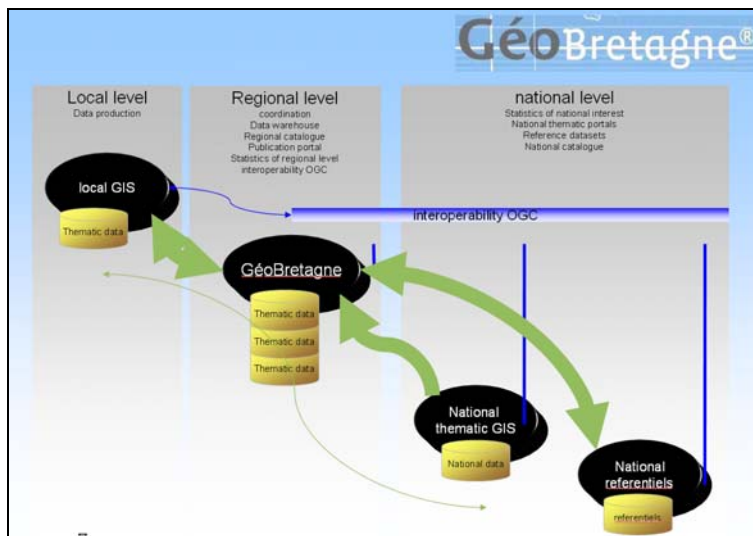 GéoBretagne®
Local level
Data production
Regional level
coordination
Data warehouse
Regional catalogue
Publication portal
Statistics of regional level
interoperability OGC
national level
Statistics of national interest
National thematic portals
Reference datasets
National catalogue
local GIS
Thematic data
interoperability OGC
GéoBretagne
Thematic data
Thematic data
Thematic data
National
thematic GIS
National data
National
referentiels
referentiels